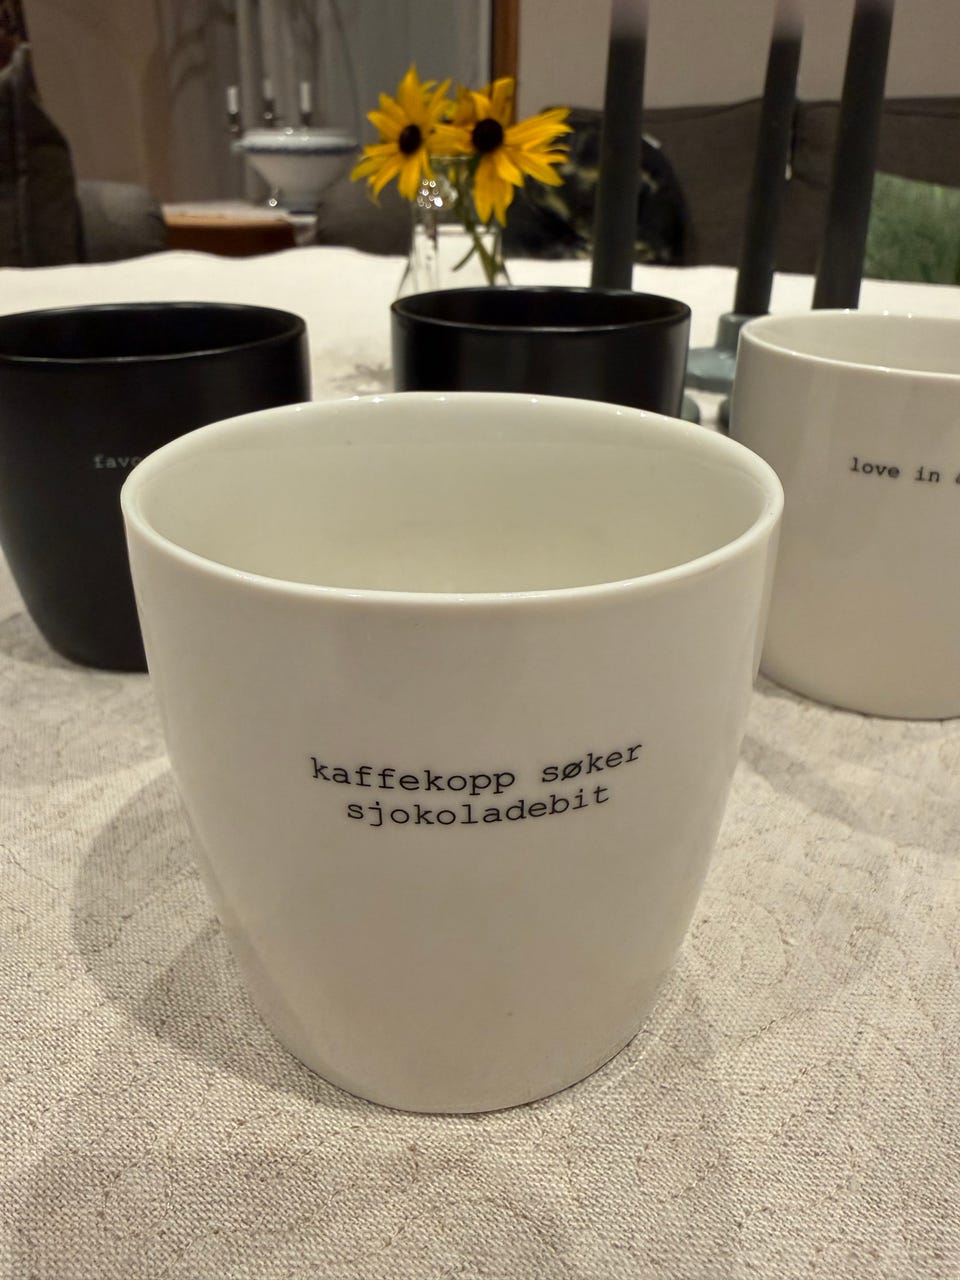 love in
kaffekopp søker
sjokoladebit